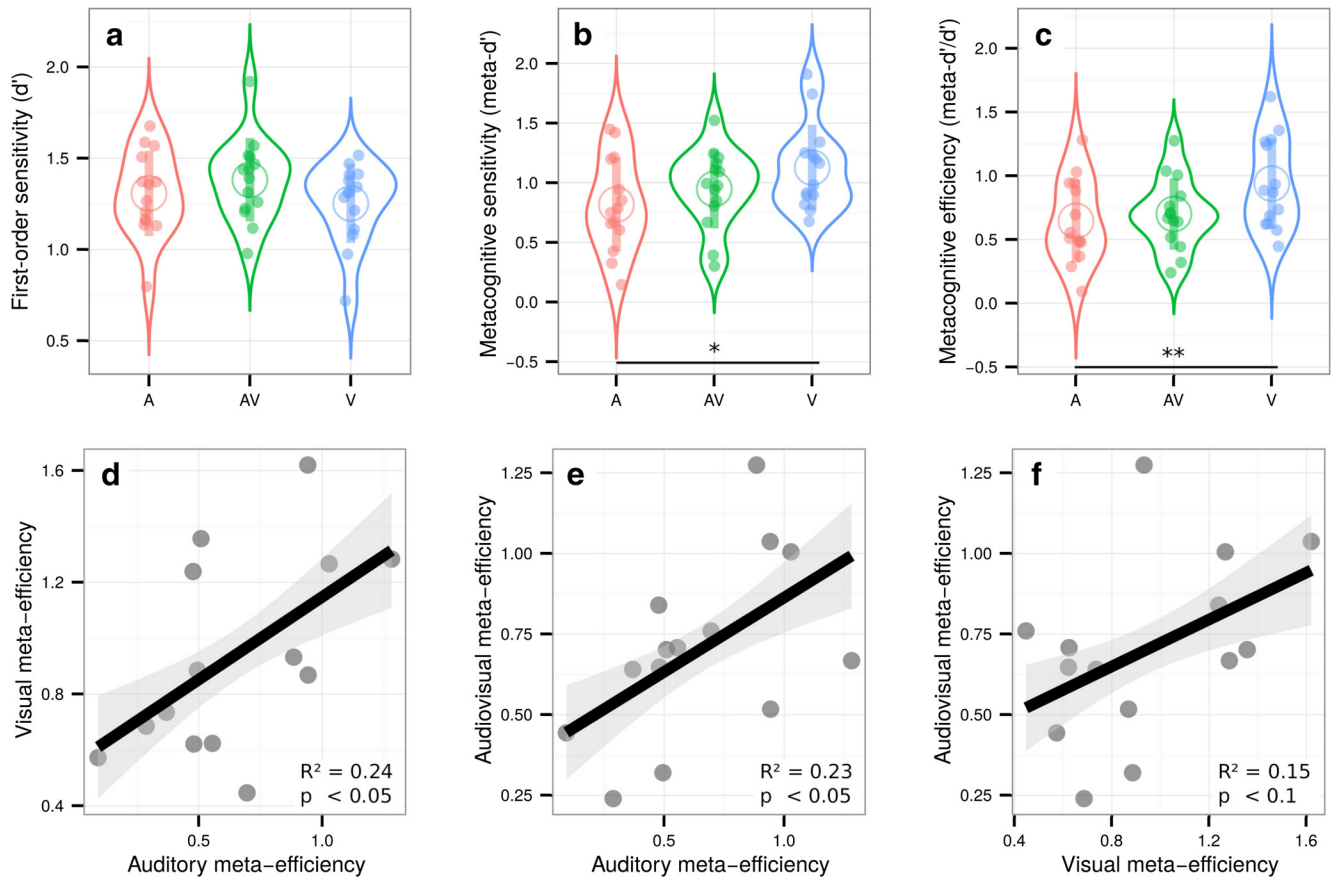 a
First-order sensitivity (d')
2.0
1.5
1.0
0.5
A AV V
b
Metacognitive sensitivity (meta-d')
2.0
1.5
1.0
0.5
0.0
−0.5
*
A AV V
c
Metacognitive efficiency (meta-d'/d')
2.0
1.5
1.0
0.5
0.0
−0.5
**
A AV V
d
Visual meta−efficiency
1.6
1.2
0.8
0.4
R² = 0.24
p < 0.05
0.5 1.0
Auditory meta−efficiency
e
Audiovisual meta−efficiency
1.25
1.00
0.75
0.50
0.25
R² = 0.23
p < 0.05
0.5 1.0
Auditory meta−efficiency
f
Audiovisual meta−efficiency
1.25
1.00
0.75
0.50
0.25
R² = 0.15
p < 0.1
0.4 0.8 1.2 1.6
Visual meta−efficiency